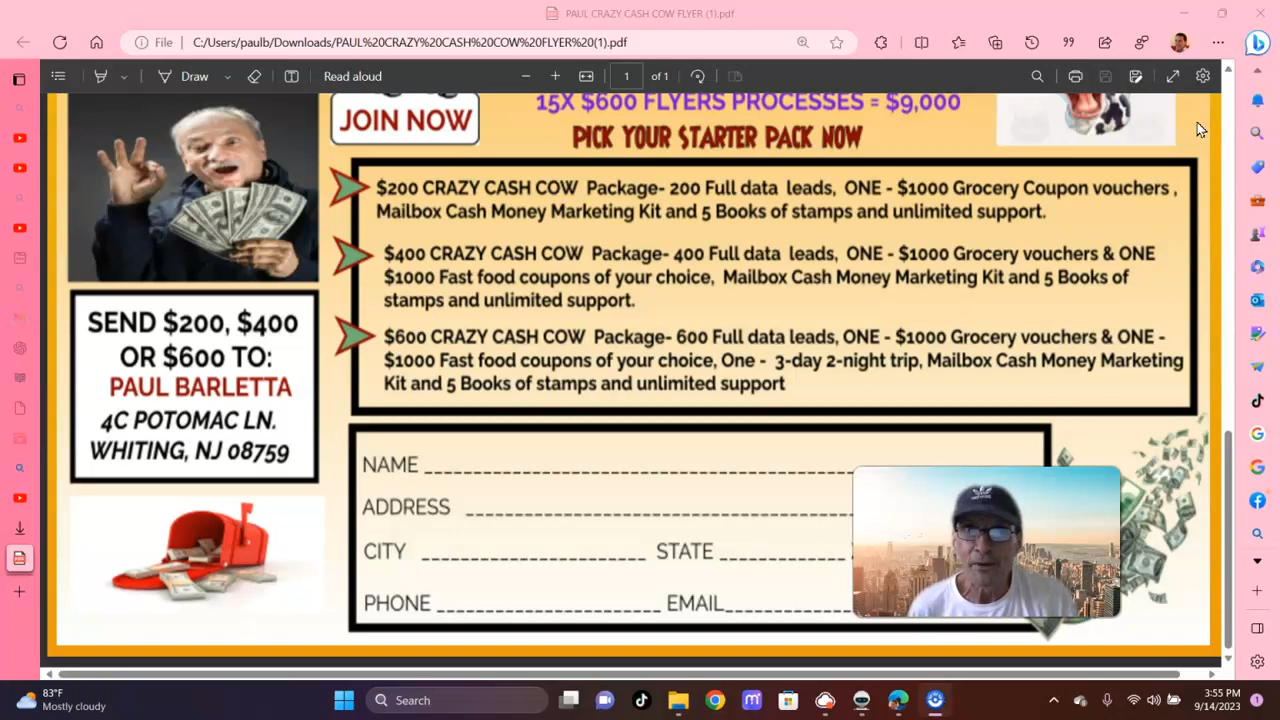 PAUL CRAZY CASH COW FLYER (1).pdf
File C:/Users/paulb/Downloads/PAUL%20CRAZY%20CASH%20COW%20FLYER%20(1).pdf
Draw Read aloud 1 of 1
15X $600 FLYERS PROCESSES = $9,000
JOIN NOW
PICK YOUR STARTER PACK NOW
$200 CRAZY CASH COW Package- 200 Full data leads, ONE - $1000 Grocery Coupon vouchers ,
Mailbox Cash Money Marketing Kit and 5 Books of stamps and unlimited support.
$400 CRAZY CASH COW Package- 400 Full data leads, ONE - $1000 Grocery vouchers & ONE
$1000 Fast food coupons of your choice, Mailbox Cash Money Marketing Kit and 5 Books of
stamps and unlimited support.
$600 CRAZY CASH COW Package- 600 Full data leads, ONE - $1000 Grocery vouchers & ONE -
$1000 Fast food coupons of your choice, One - 3-day 2-night trip, Mailbox Cash Money Marketing
Kit and 5 Books of stamps and unlimited support
SEND $200, $400
OR $600 TO:
PAUL BARLETTA
4C POTOMAC LN.
WHITING, NJ 08759
NAME
ADDRESS
CITY STATE
PHONE EMAIL
83°F
Mostly cloudy
Search
3:55 PM
9/14/2023